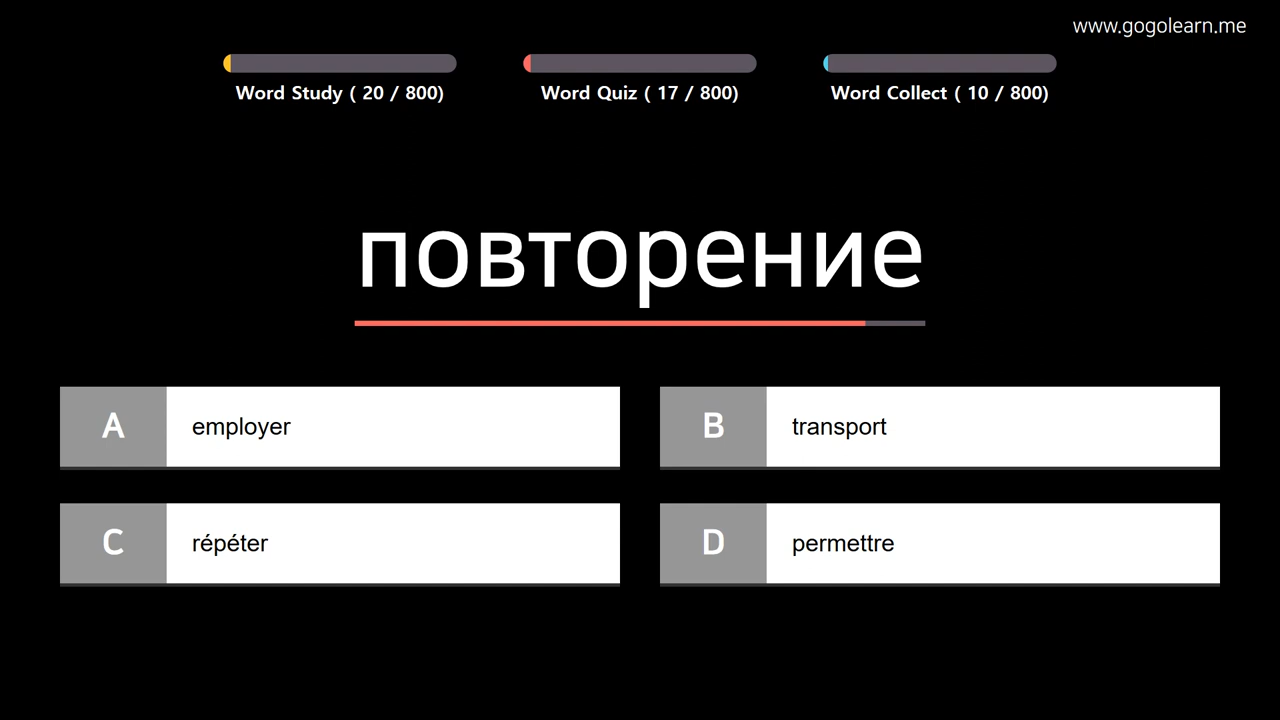 www.gogolearn.me
Word Study ( 20 / 800)
Word Quiz ( 17 / 800)
Word Collect ( 10 / 800)
повторение
A employer
B transport
C répéter
D permettre